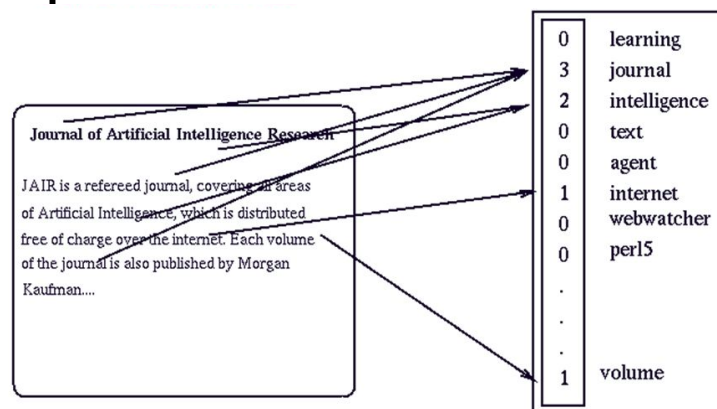 Journal of Artificial Intelligence Research
JAIR is a refereed journal, covering all areas
of Artificial Intelligence, which is distributed
free of charge over the internet. Each volume
of the journal is also published by Morgan
Kaufman....
0 learning
3 journal
2 intelligence
0 text
0 agent
1 internet
0 webwatcher
0 perl5
.
.
.
1 volume